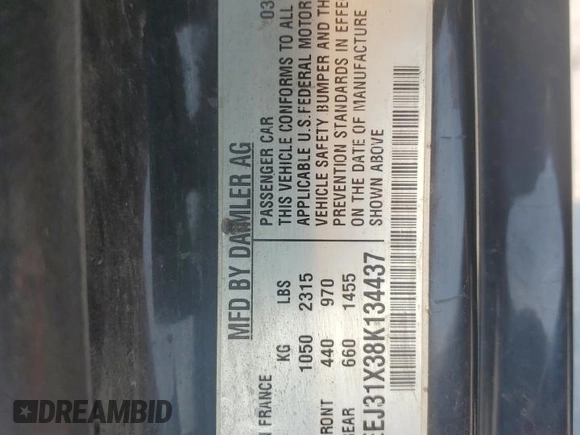 MFD BY DAIMLER AG
PASSENGER CAR 03
THIS VEHICLE CONFORMS TO ALL
APPLICABLE U.S. FEDERAL MOTOR
VEHICLE SAFETY BUMPER AND TH
PREVENTION STANDARDS IN EFFE
ON THE DATE OF MANUFACTURE
SHOWN ABOVE
N FRANCE KG LBS
1050 2315
RONT 440 970
EAR 660 1455
EJ31X38K134437
DREAMBID